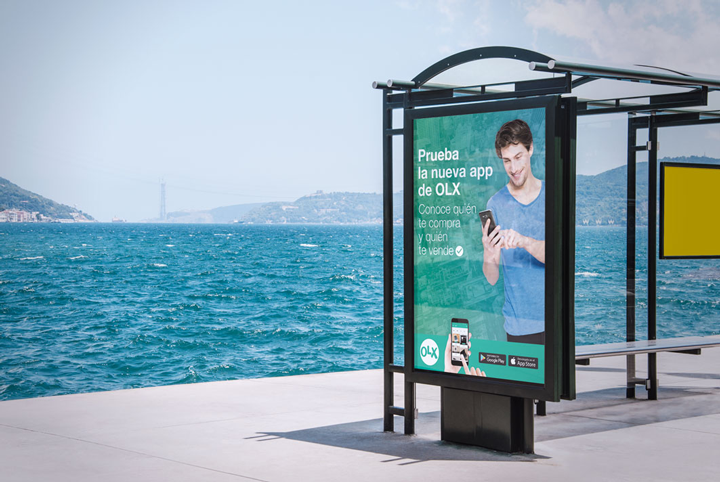 Prueba
la nueva app
de OLX
Conoce quién
te compra
y quién
te vende
OLX
Google Play
App Store